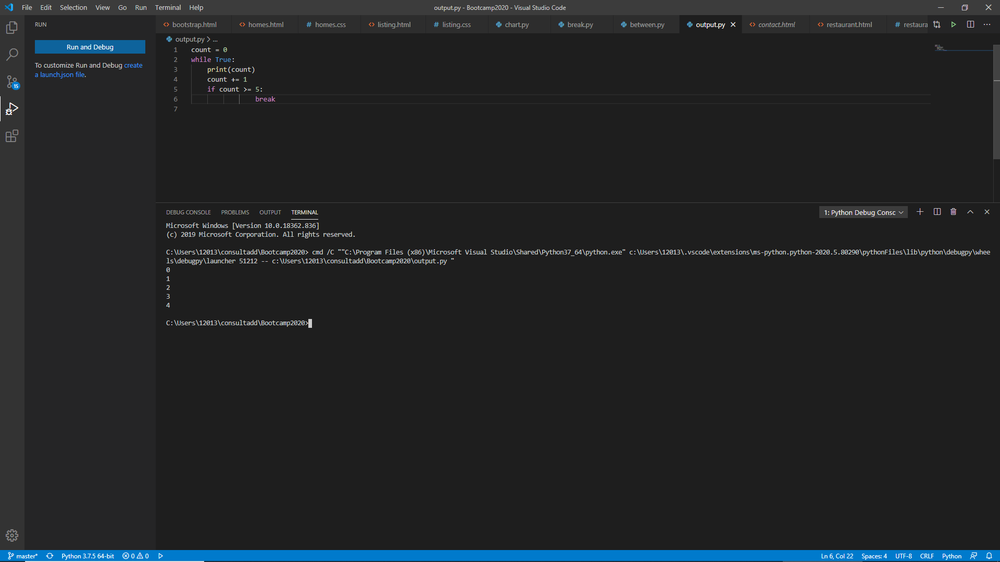 File Edit Selection View Go Run Terminal Help
output.py - Bootcamp2020 - Visual Studio Code
RUN
bootstrap.html homes.html homes.css listing.html listing.css chart.py break.py between.py output.py contact.html restaurant.html restaura
Run and Debug
To customize Run and Debug create
a launch.json file.
15
output.py > ...
1 count = 0
2 while True:
3 print(count)
4 count += 1
5 if count >= 5:
6 break
7
DEBUG CONSOLE PROBLEMS OUTPUT TERMINAL
1: Python Debug Consc
Microsoft Windows [Version 10.0.18362.836]
(c) 2019 Microsoft Corporation. All rights reserved.
C:\Users\12013\consultadd\Bootcamp2020> cmd /C ""C:\Program Files (x86)\Microsoft Visual Studio\Shared\Python37_64\python.exe" c:\Users\12013\.vscode\extensions\ms-python.python-2020.5.80290\pythonFiles\lib\python\debugpy\whee
ls\debugpy\launcher 51212 -- c:\Users\12013\consultadd\Bootcamp2020\output.py "
0
1
2
3
4
C:\Users\12013\consultadd\Bootcamp2020>
master* Python 3.7.5 64-bit 0 0
Ln 6, Col 22 Spaces: 4 UTF-8 CRLF Python